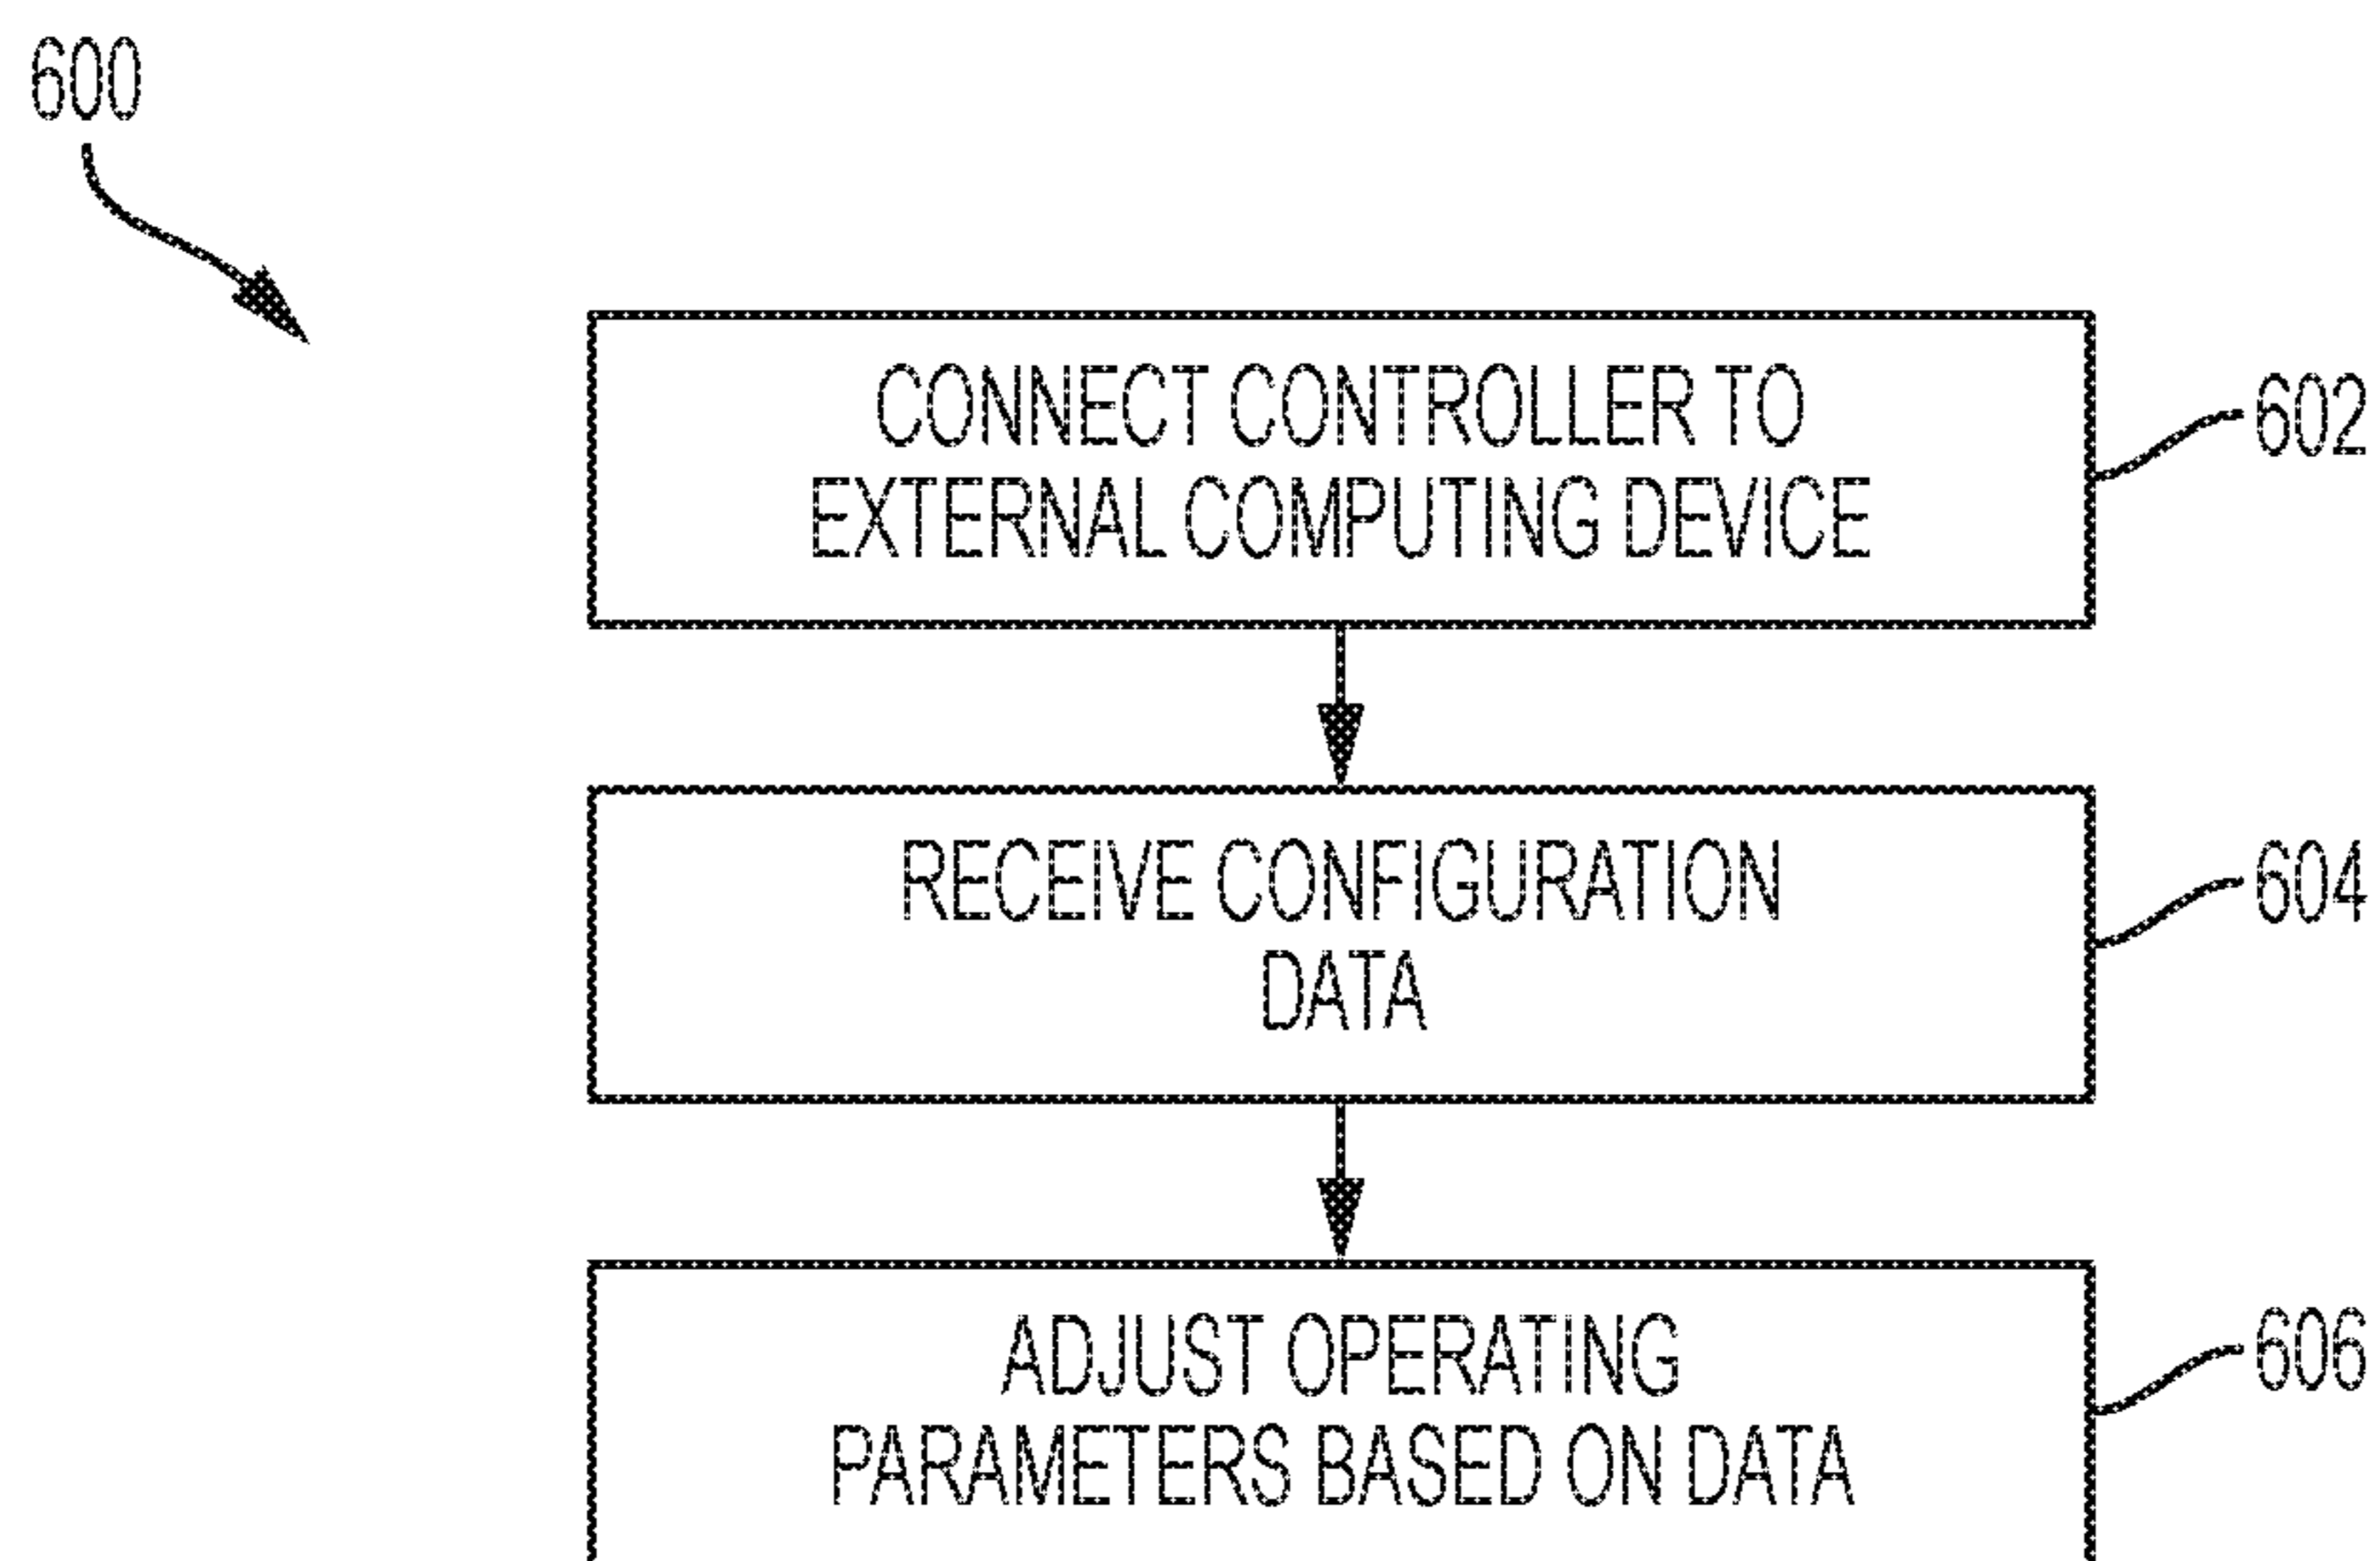 600
CONNECT CONTROLLER TO
EXTERNAL COMPUTING DEVICE
602
RECEIVE CONFIGURATION
DATA
604
ADJUST OPERATING
PARAMETERS BASED ON DATA
606